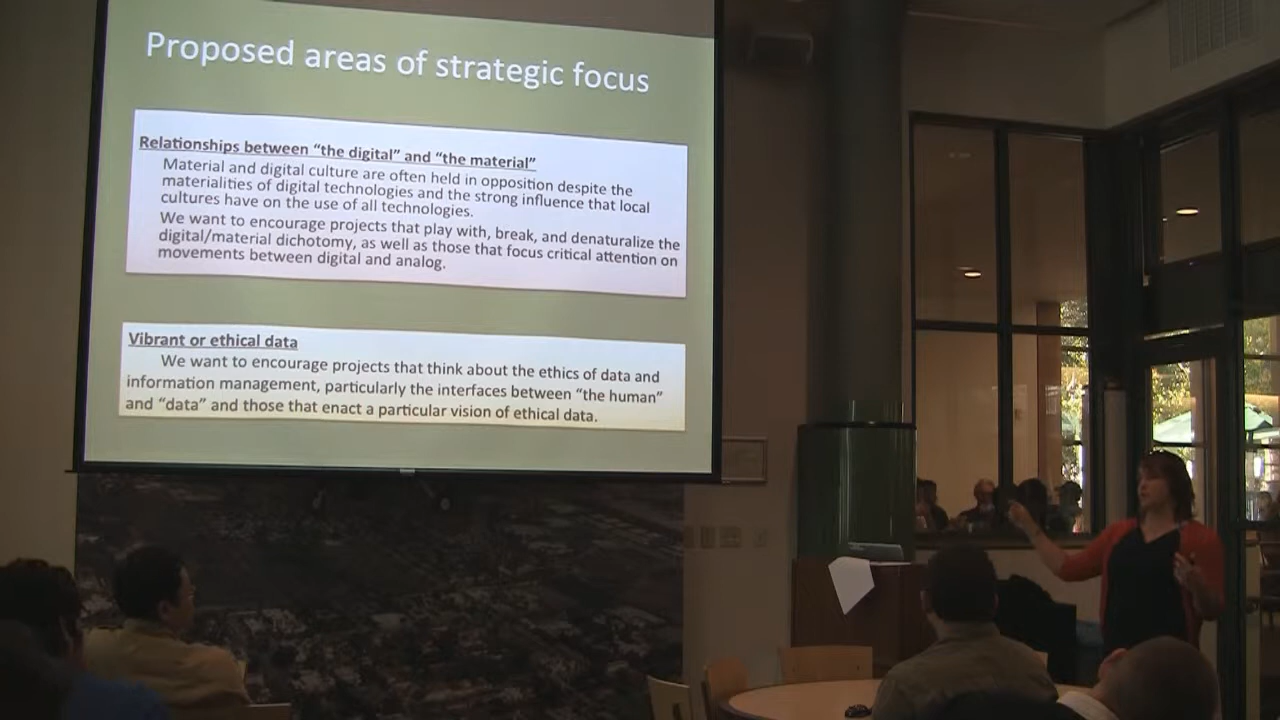 Proposed areas of strategic focus
Relationships between “the digital” and “the material”
Material and digital culture are often held in opposition despite the
materialities of digital technologies and the strong influence that local
cultures have on the use of all technologies.
We want to encourage projects that play with, break, and denaturalize the
digital/material dichotomy, as well as those that focus critical attention on
movements between digital and analog.
Vibrant or ethical data
We want to encourage projects that think about the ethics of data and
information management, particularly the interfaces between “the human”
and “data” and those that enact a particular vision of ethical data.